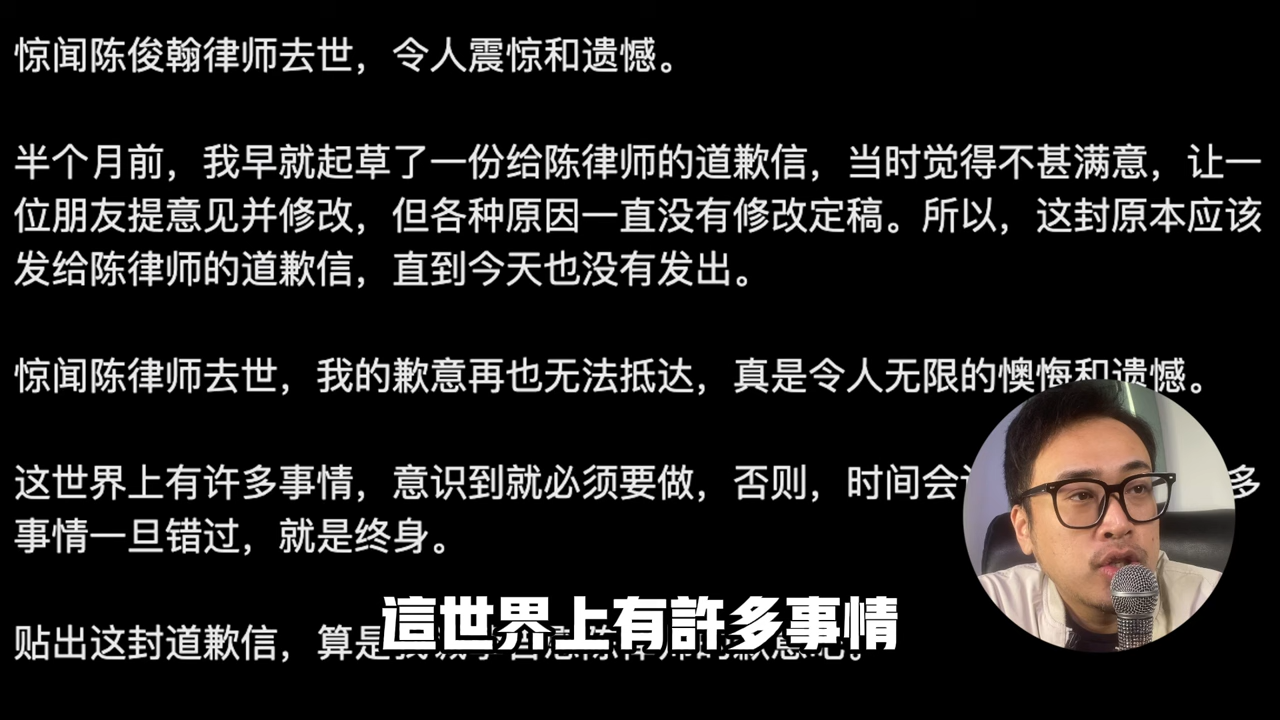 惊闻陈俊翰律师去世，令人震惊和遗憾。
半个月前，我早就起草了一份给陈律师的道歉信，当时觉得不甚满意，让一
位朋友提意见并修改，但各种原因一直没有修改定稿。所以，这封原本应该
发给陈律师的道歉信，直到今天也没有发出。
惊闻陈律师去世，我的歉意再也无法抵达，真是令人无限的懊悔和遗憾。
这世界上有许多事情，意识到就必须要做，否则，时间会 多
事情一旦错过，就是终身。
贴出这封道歉信，算是
這世界上有許多事情